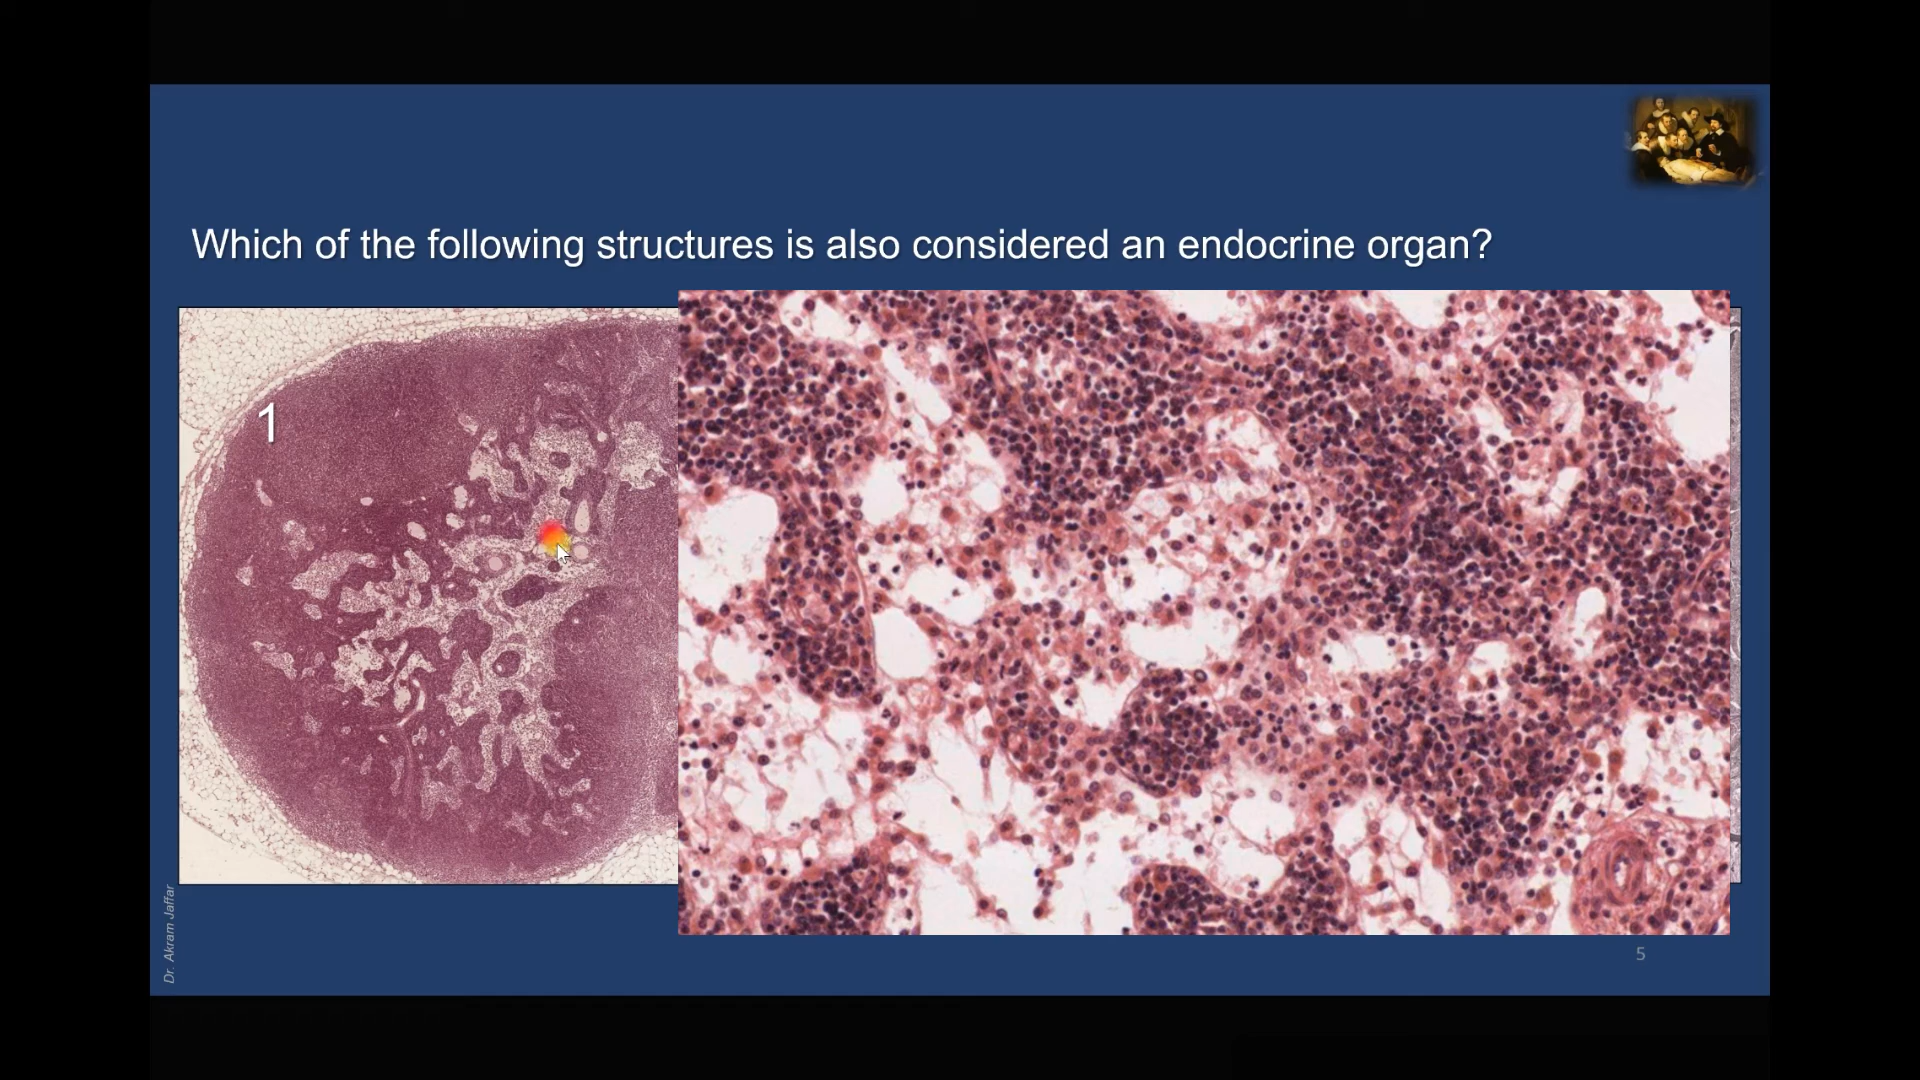 Which of the following structures is also considered an endocrine organ?
1
Dr. Akram Jaffar
5